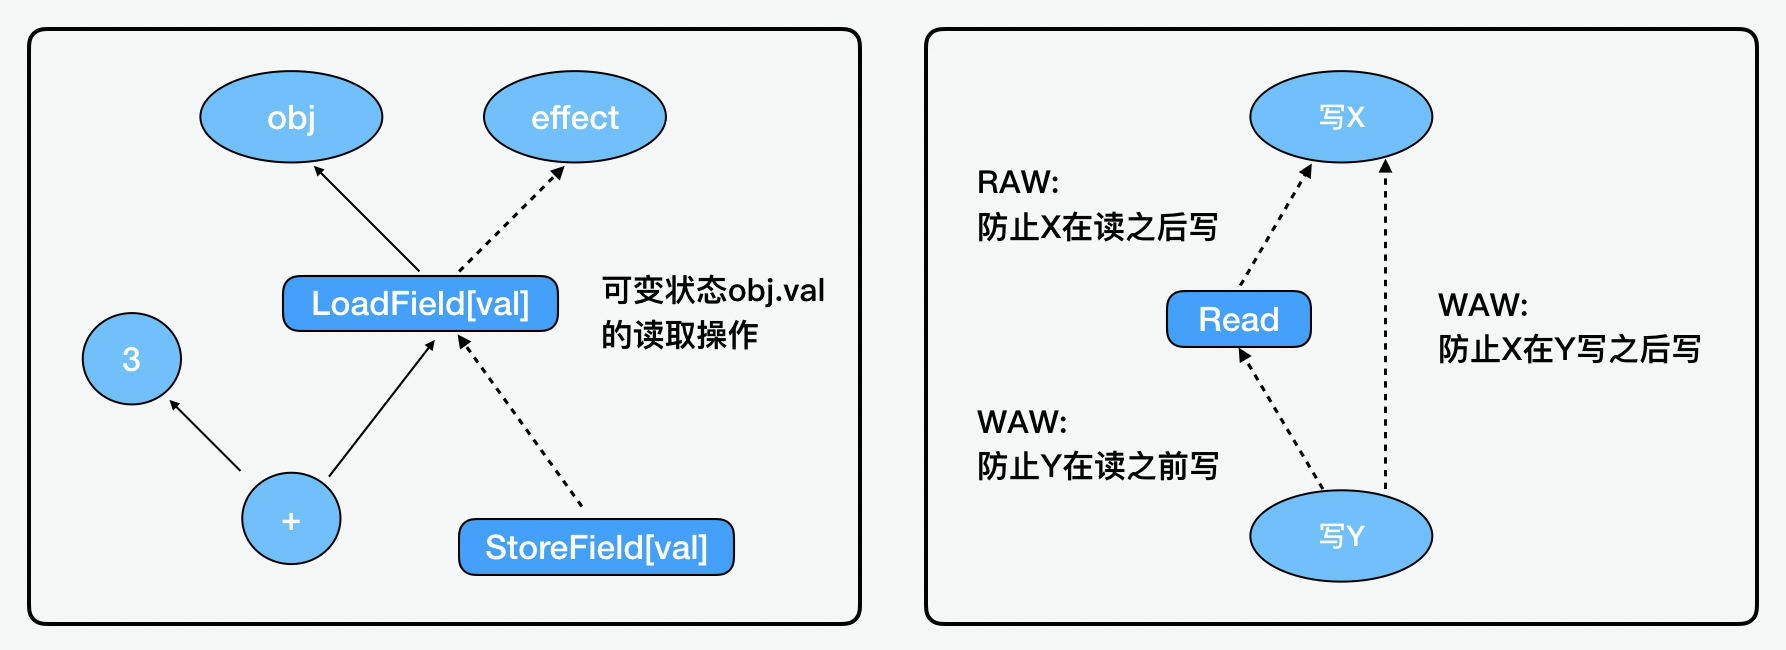 obj
effect
LoadField[val]
可变状态obj.val
的读取操作
3
+
StoreField[val]
写X
RAW:
防止X在读之后写
Read
WAW:
防止X在Y写之后写
WAW:
防止Y在读之前写
写Y